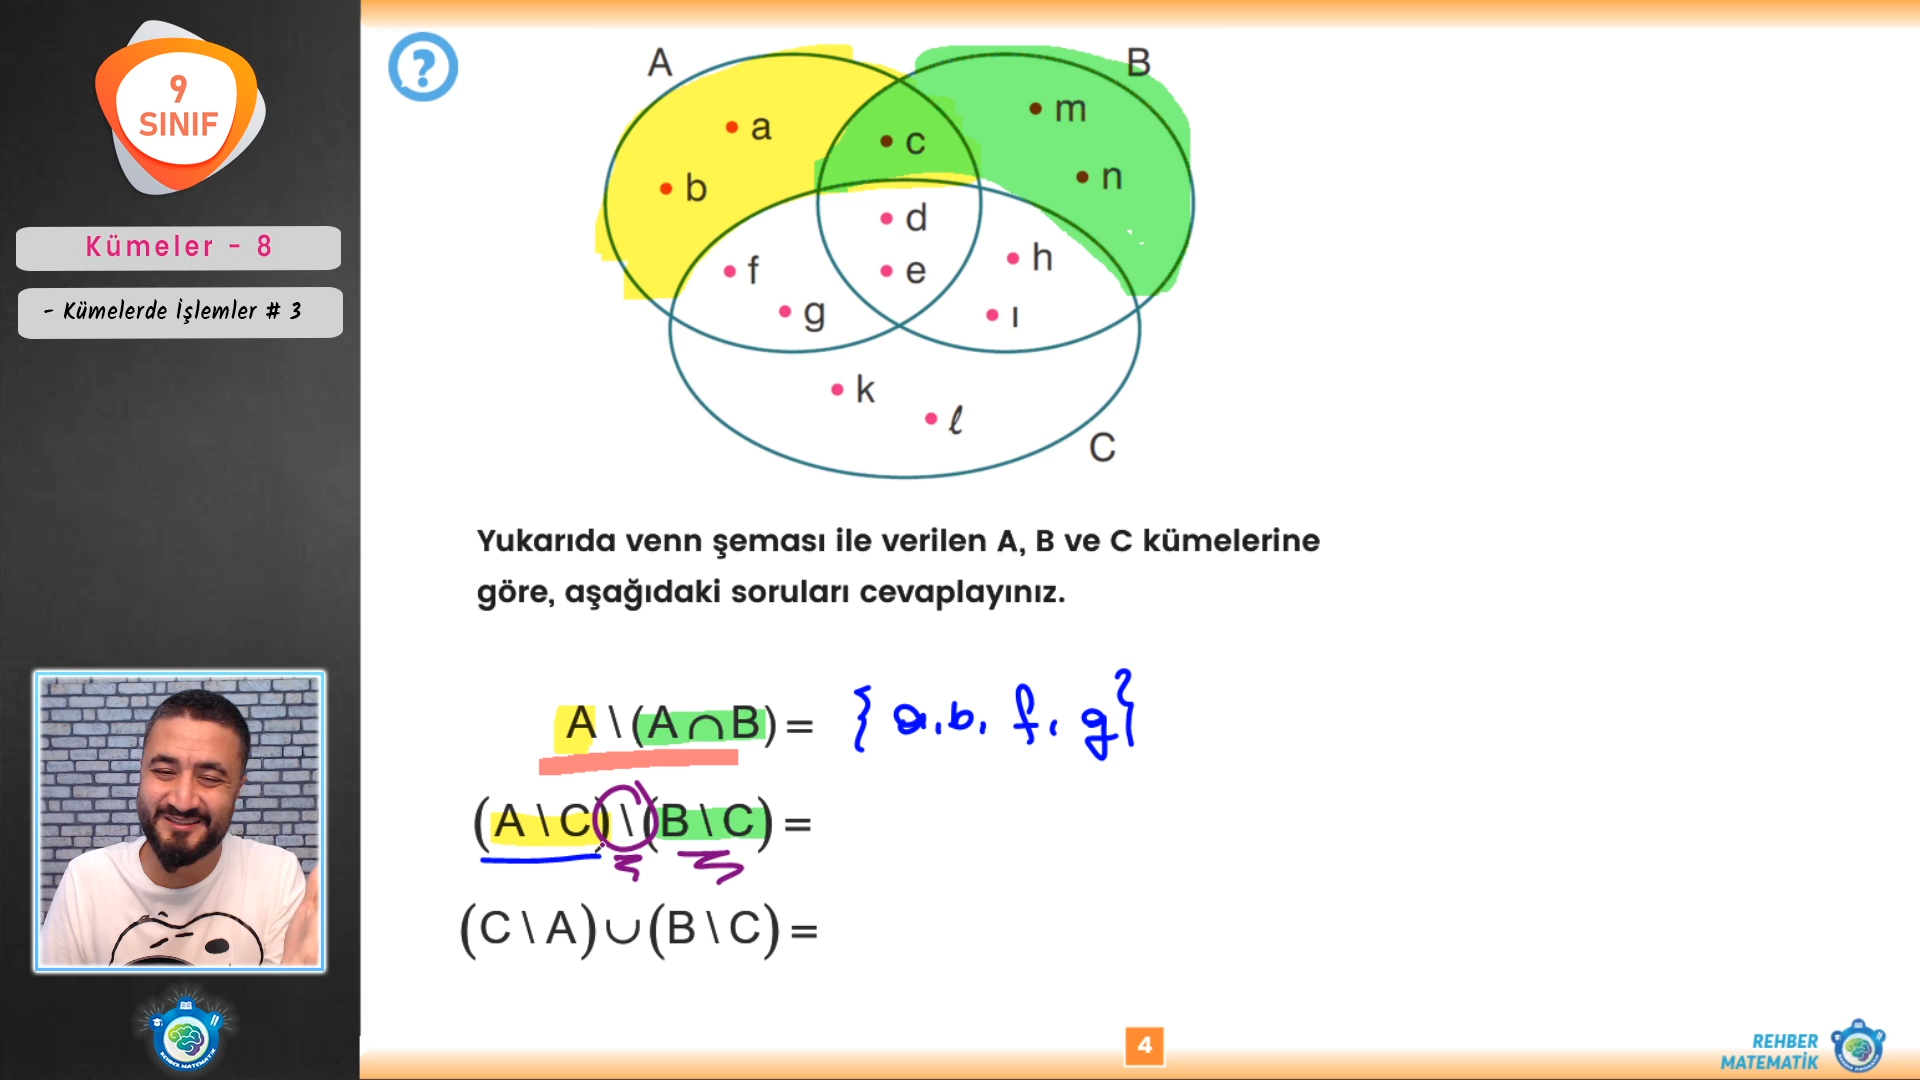 9
SINIF
Kümeler - 8
- Kümelerde İşlemler # 3
?
A
B
a
b
c
m
n
d
e
f
g
h
ı
k
ℓ
C
Yukarıda venn şeması ile verilen A, B ve C kümelerine
göre, aşağıdaki soruları cevaplayınız.
A \ (A ∩ B) = {a, b, f, g}
(A \ C) \ (B \ C) =
(C \ A) ∪ (B \ C) =
4
REHBER
MATEMATİK